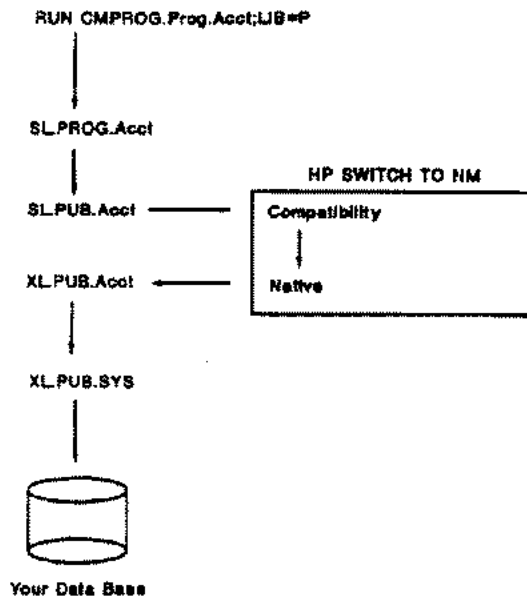 RUN CMPROG.Prog.Acct;LIB=P
SL.PROG.Acct
HP SWITCH TO NM
SL.PUB.Acct
Compatibility
XL.PUB.Acct
Native
XL.PUB.SYS
Your Data Base